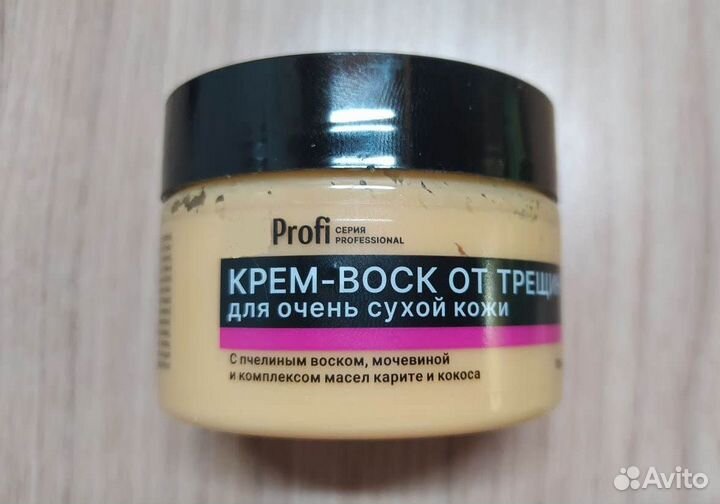 Profi СЕРИЯ
PROFESSIONAL
КРЕМ-ВОСК ОТ ТРЕЩИН
для очень сухой кожи
С пчелиным воском, мочевиной
и комплексом масел карите и кокоса
Avito